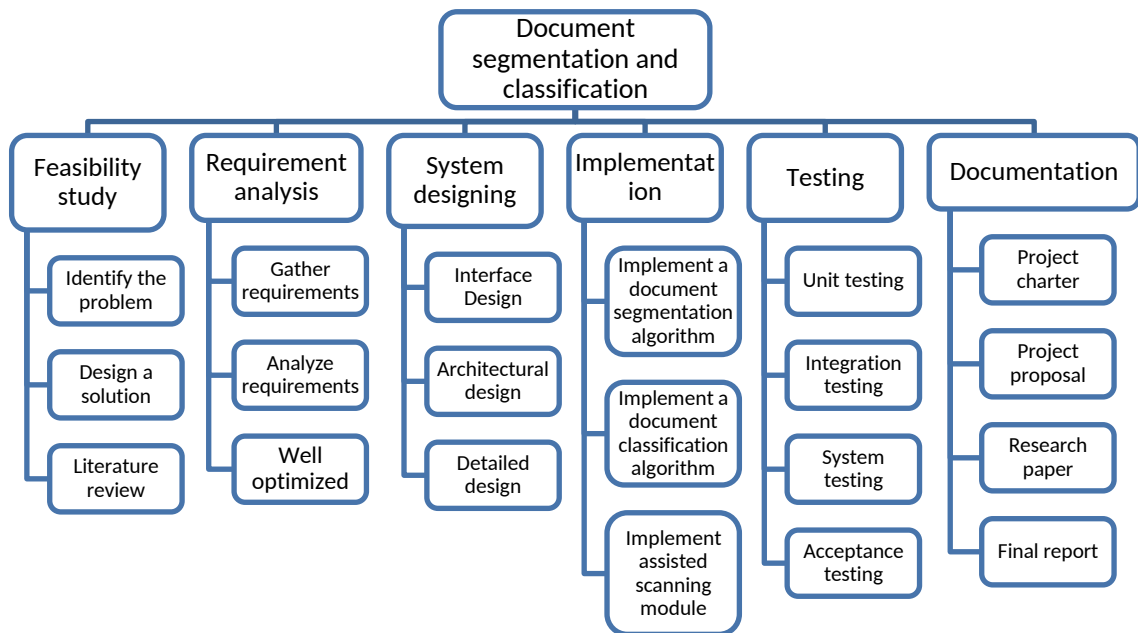 Document
segmentation and
classification
Feasibility
study
Identify the
problem
Design a
solution
Literature
review
Requirement
analysis
Gather
requirements
Analyze
requirements
Well
optimized
System
designing
Interface
Design
Architectural
design
Detailed
design
Implementat
ion
Implement a
document
segmentation
algorithm
Implement a
document
classification
algorithm
Implement
assisted
scanning
module
Testing
Unit testing
Integration
testing
System
testing
Acceptance
testing
Documentation
Project
charter
Project
proposal
Research
paper
Final report